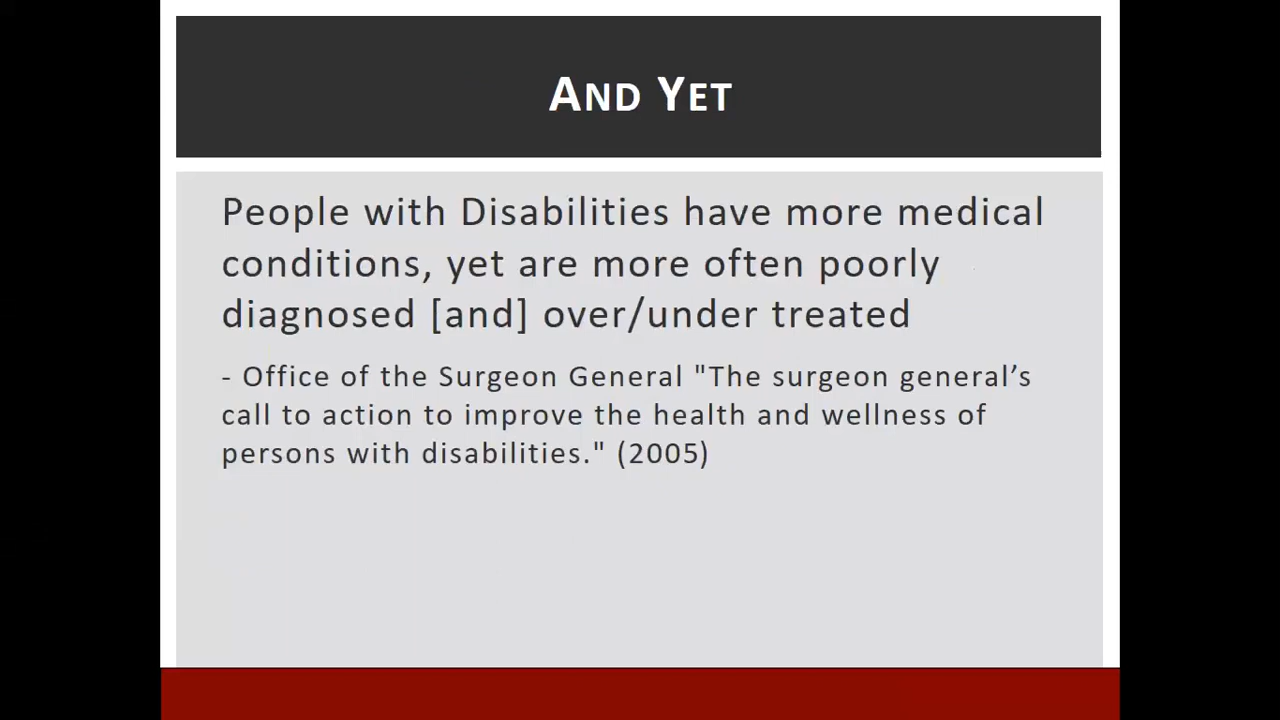 AND YET
People with Disabilities have more medical
conditions, yet are more often poorly
diagnosed [and] over/under treated
- Office of the Surgeon General "The surgeon general’s
call to action to improve the health and wellness of
persons with disabilities." (2005)